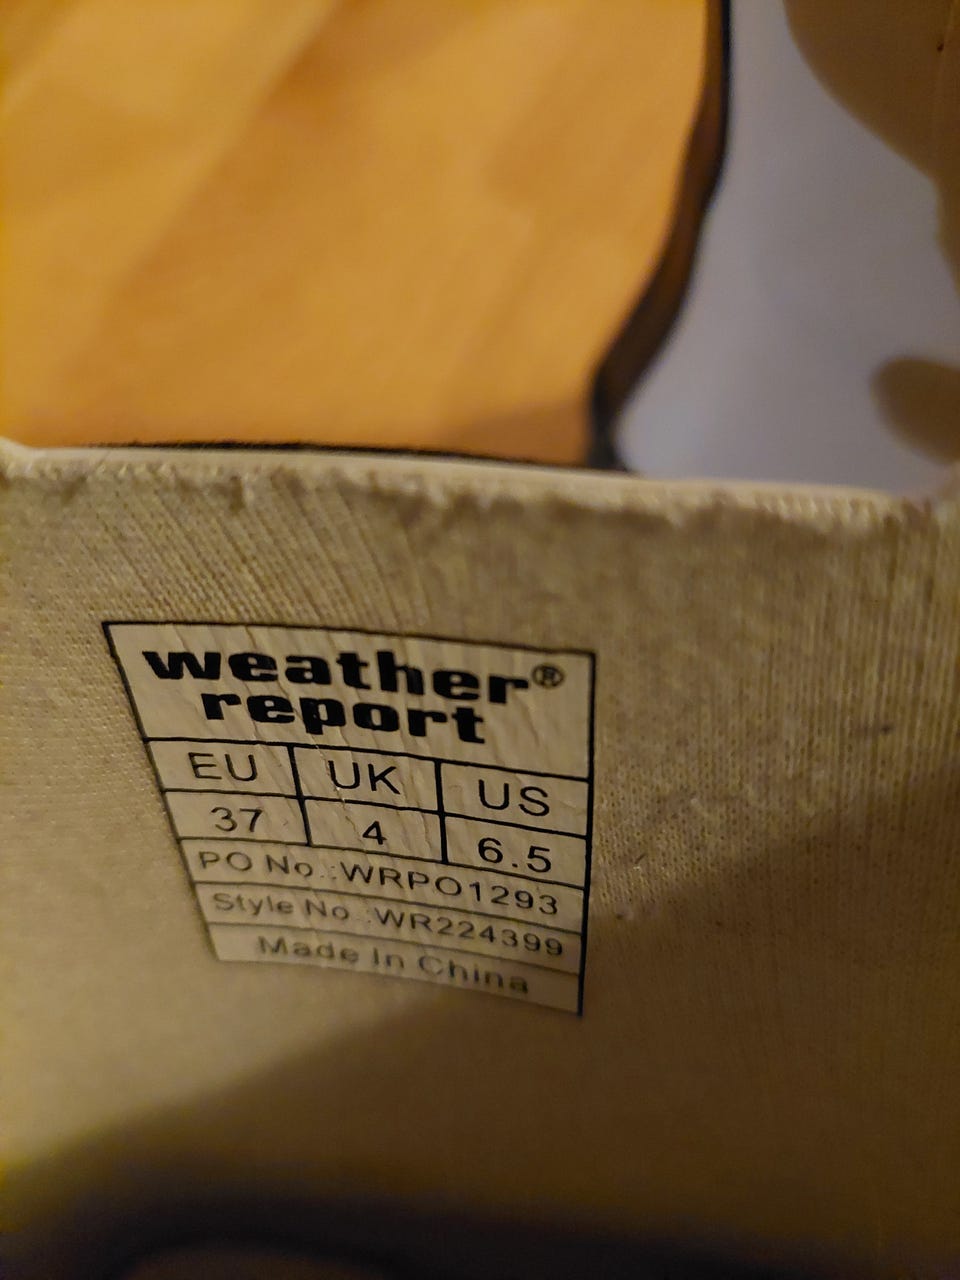 weather®
report
EU UK US
37 4 6.5
PO No.:WRPO1293
Style No.:WR224399
Made In China